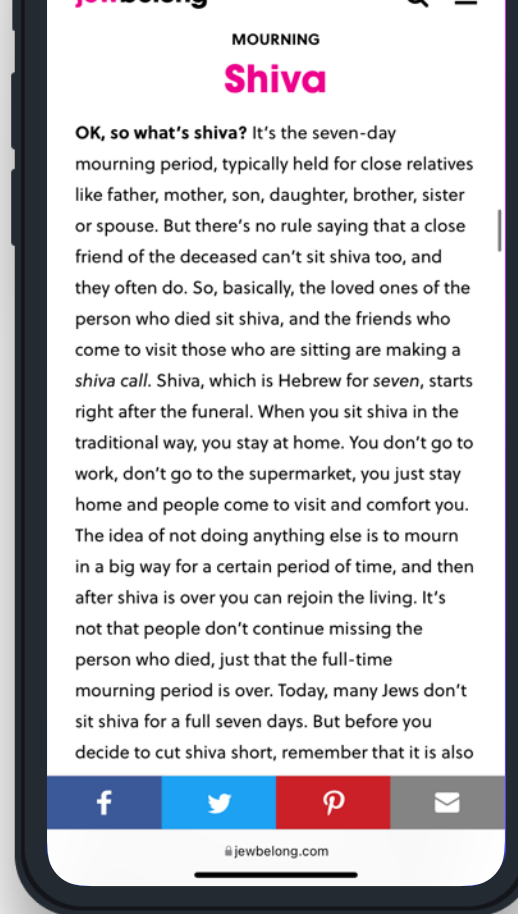 jewbelong
MOURNING
Shiva
OK, so what's shiva? It's the seven-day
mourning period, typically held for close relatives
like father, mother, son, daughter, brother, sister
or spouse. But there's no rule saying that a close
friend of the deceased can't sit shiva too, and
they often do. So, basically, the loved ones of the
person who died sit shiva, and the friends who
come to visit those who are sitting are making a
shiva call. Shiva, which is Hebrew for seven, starts
right after the funeral. When you sit shiva in the
traditional way, you stay at home. You don't go to
work, don't go to the supermarket, you just stay
home and people come to visit and comfort you.
The idea of not doing anything else is to mourn
in a big way for a certain period of time, and then
after shiva is over you can rejoin the living. It's
not that people don't continue missing the
person who died, just that the full-time
mourning period is over. Today, many Jews don't
sit shiva for a full seven days. But before you
decide to cut shiva short, remember that it is also
jewbelong.com